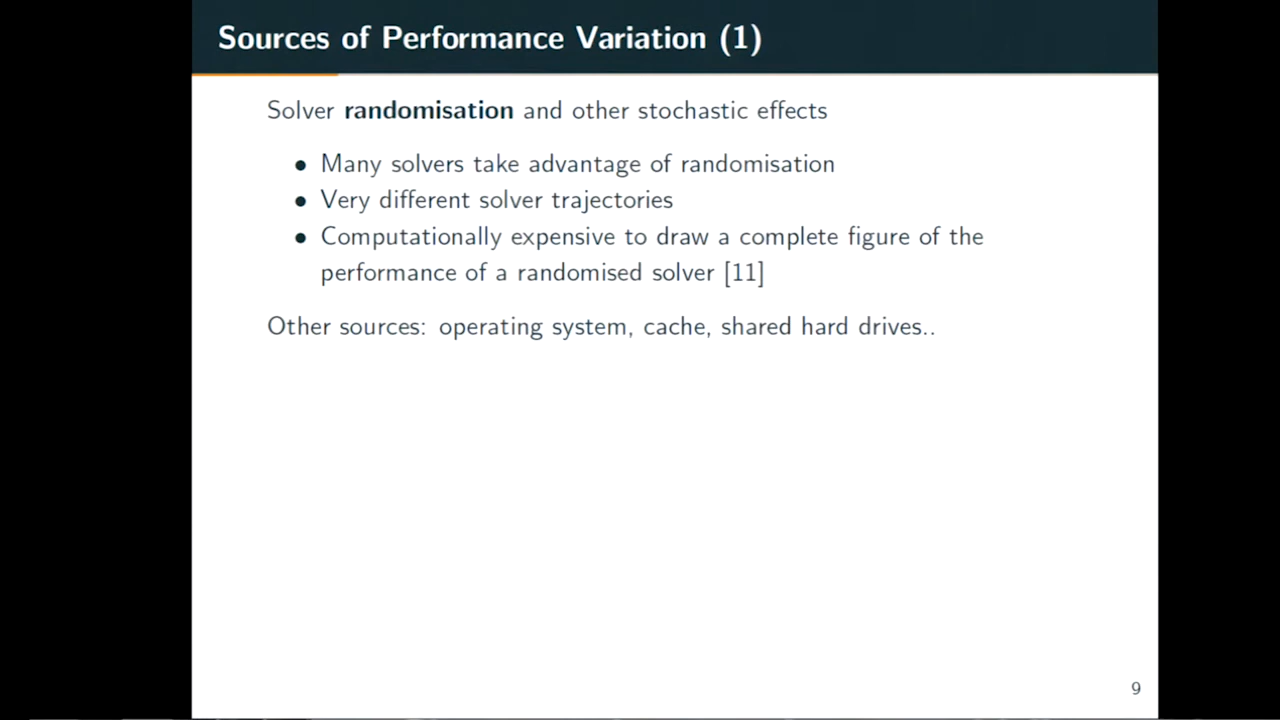 Sources of Performance Variation (1)
Solver randomisation and other stochastic effects
• Many solvers take advantage of randomisation
• Very different solver trajectories
• Computationally expensive to draw a complete figure of the
performance of a randomised solver [11]
Other sources: operating system, cache, shared hard drives..
9